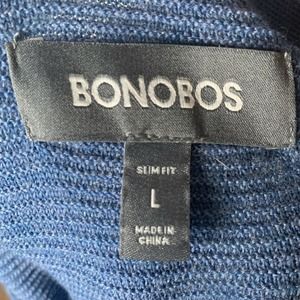 BONOBOS
SLIM FIT
L
MADE IN
CHINA